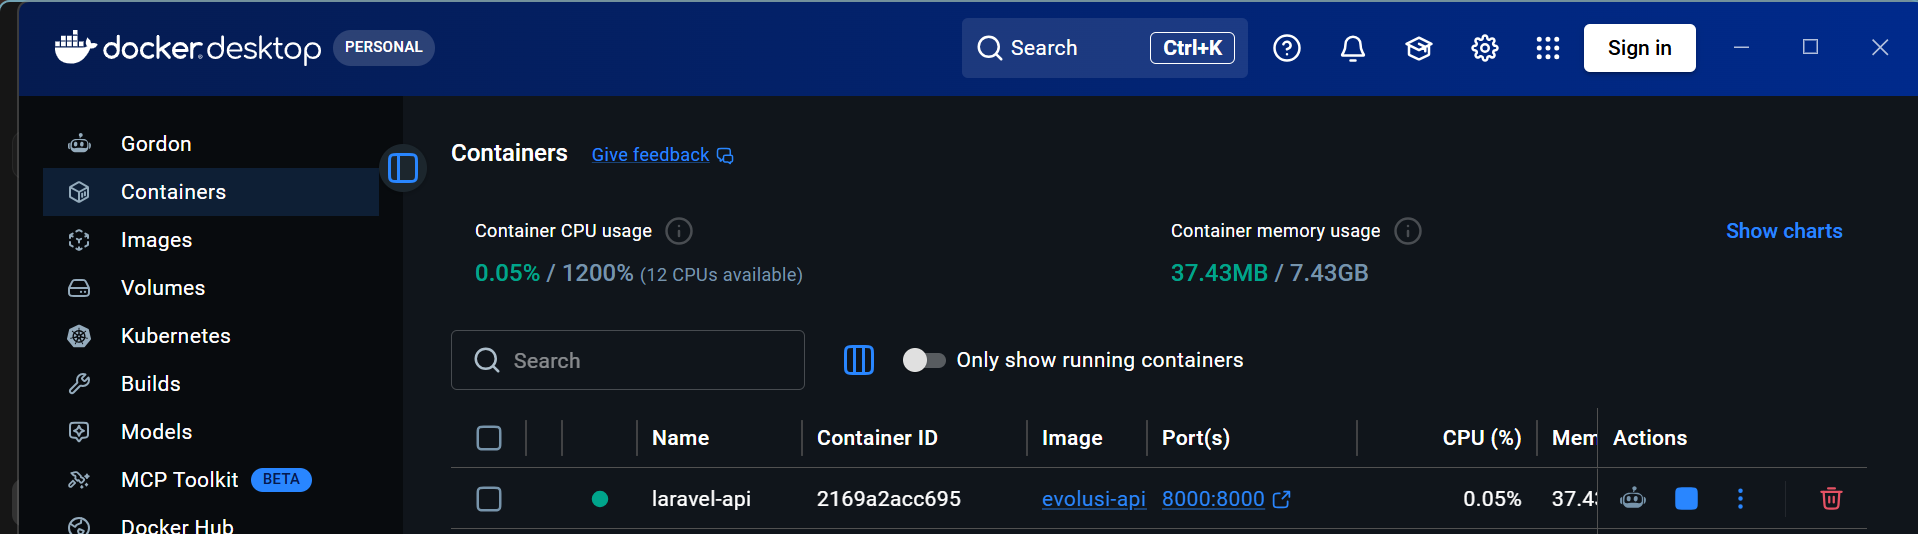 docker desktop PERSONAL
Search Ctrl+K
Sign in
Gordon
Containers
Images
Volumes
Kubernetes
Builds
Models
MCP Toolkit BETA
Docker Hub
Containers Give feedback
Container CPU usage
0.05% / 1200% (12 CPUs available)
Container memory usage
37.43MB / 7.43GB
Show charts
Search
Only show running containers
Name Container ID Image Port(s) CPU (%) Mem Actions
laravel-api 2169a2acc695 evolusi-api 8000:8000 0.05% 37.4